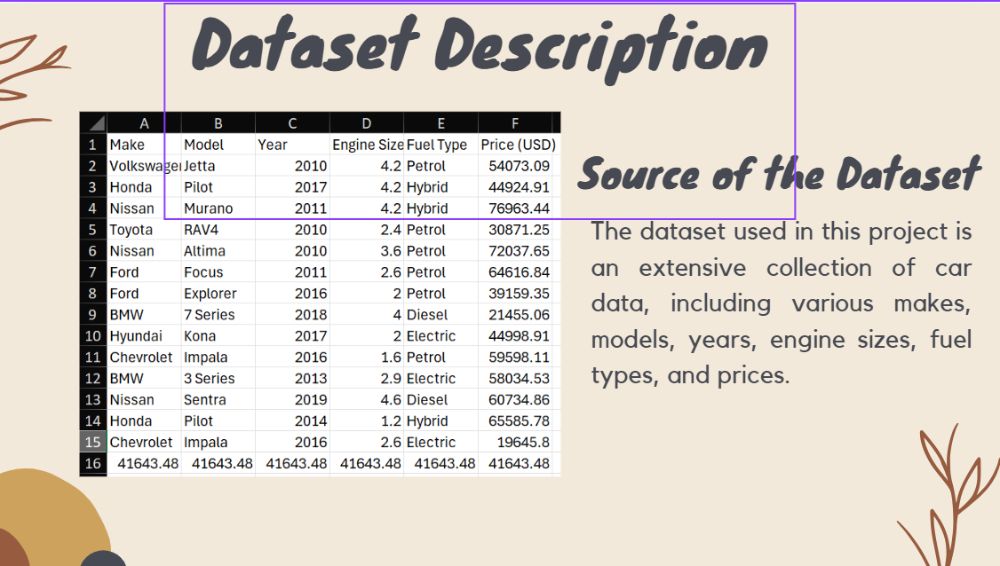 Dataset Description
A B C D E F
1 Make Model Year Engine Size Fuel Type Price (USD)
2 Volkswagen Jetta 2010 4.2 Petrol 54073.09
3 Honda Pilot 2017 4.2 Hybrid 44924.91
4 Nissan Murano 2011 4.2 Hybrid 76963.44
5 Toyota RAV4 2010 2.4 Petrol 30871.25
6 Nissan Altima 2010 3.6 Petrol 72037.65
7 Ford Focus 2011 2.6 Petrol 64616.84
8 Ford Explorer 2016 2 Petrol 39159.35
9 BMW 7 Series 2018 4 Diesel 21455.06
10 Hyundai Kona 2017 2 Electric 44998.91
11 Chevrolet Impala 2016 1.6 Petrol 59598.11
12 BMW 3 Series 2013 2.9 Electric 58034.53
13 Nissan Sentra 2019 4.6 Diesel 60734.86
14 Honda Pilot 2014 1.2 Hybrid 65585.78
15 Chevrolet Impala 2016 2.6 Electric 19645.8
16 41643.48 41643.48 41643.48 41643.48 41643.48 41643.48
Source of the Dataset
The dataset used in this project is
an extensive collection of car
data, including various makes,
models, years, engine sizes, fuel
types, and prices.